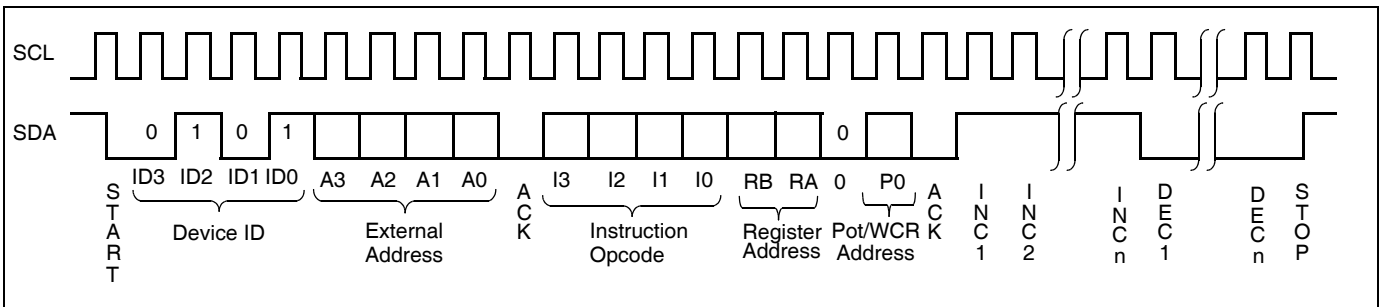 SCL
SDA
0 1 0 1 0
ID3 ID2 ID1 ID0 A3 A2 A1 A0 I3 I2 I1 I0 RB RA 0 P0
START
Device ID
External
Address
ACK
Instruction
Opcode
Register
Address
Pot/WCR
Address
ACK
INC1
INC2
INCn
DEC1
DECn
STOP